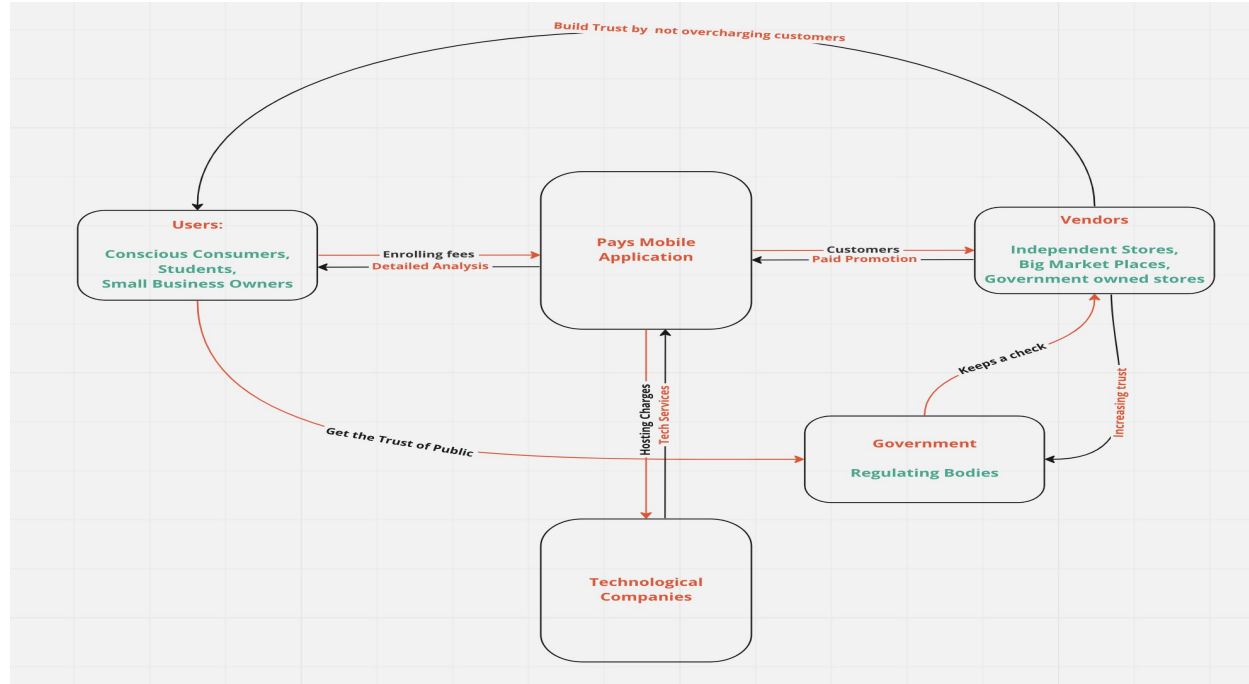 Build Trust by  not overcharging customers
Users:
Conscious Consumers,
Students,
Small Business Owners
Enrolling fees
Detailed Analysis
Pays Mobile
Application
Customers
Paid Promotion
Vendors
Independent Stores,
Big Market Places,
Government owned stores
Keeps a check
Increasing trust
Hosting Charges
Tech Services
Get the Trust of Public
Government
Regulating Bodies
Technological
Companies